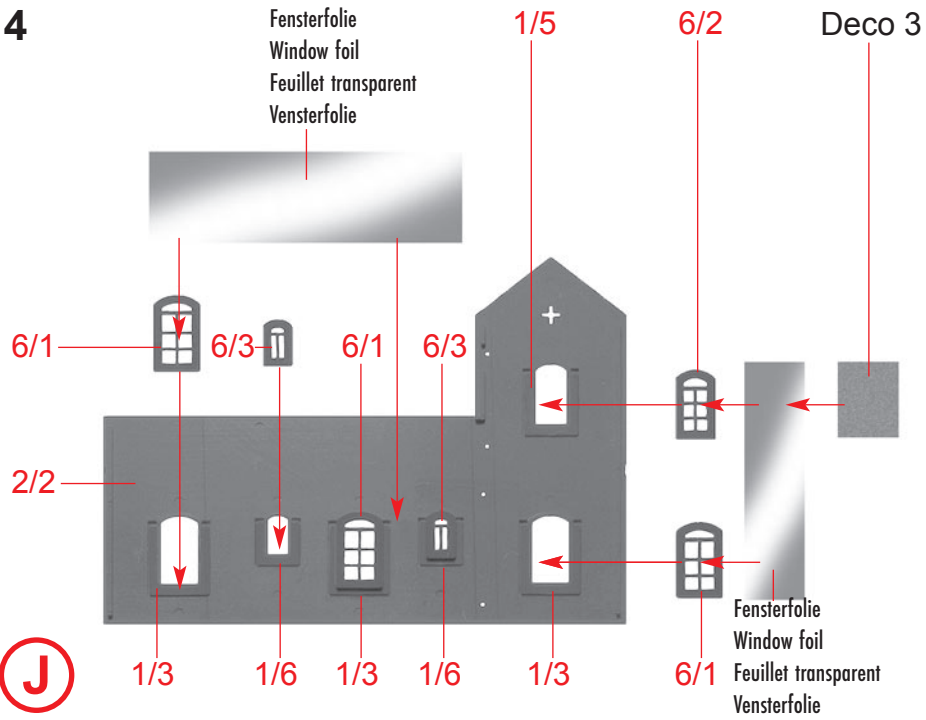 4
Fensterfolie
Window foil
Feuillet transparent
Vensterfolie
1/5
6/2
Deco 3
6/1
6/3
6/1
6/3
2/2
1/3
1/6
1/3
1/6
1/3
6/1
Fensterfolie
Window foil
Feuillet transparent
Vensterfolie
J